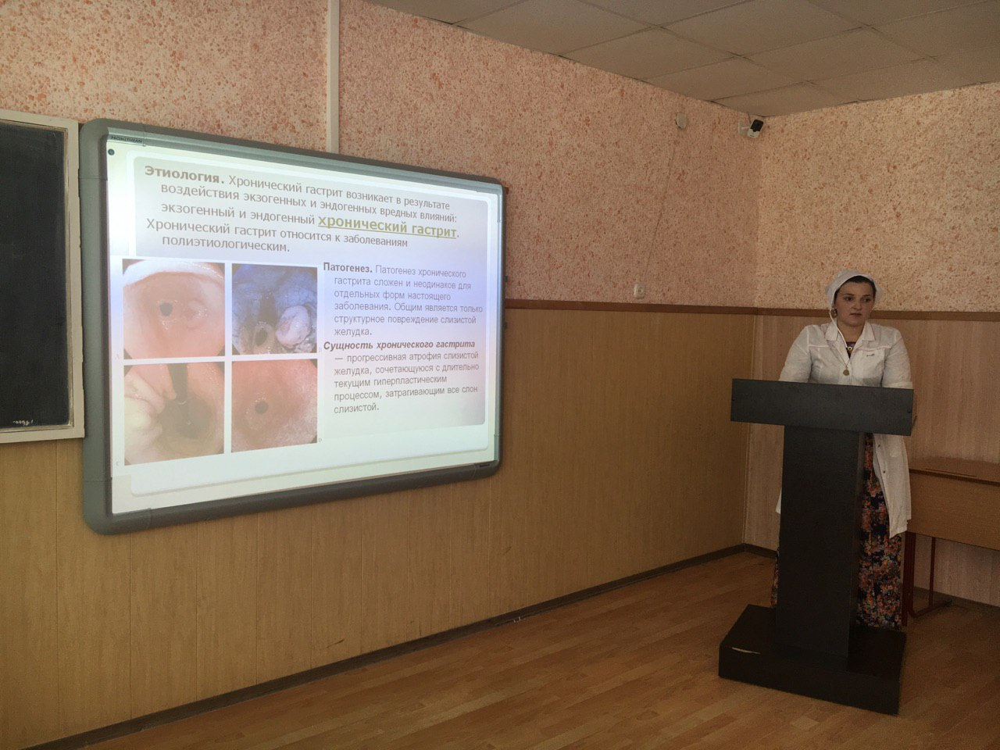 PROMETHEAN
Этиология. Хронический гастрит возникает в результате
воздействия экзогенных и эндогенных вредных влияний:
экзогенный и эндогенный хронический гастрит.
Хронический гастрит относится к заболеваниям
полиэтиологическим.
Патогенез. Патогенез хронического
гастрита сложен и неодинаков для
отдельных форм настоящего
заболевания. Общим является только
структурное повреждение слизистой
желудка.
Сущность хронического гастрита
— прогрессивная атрофия слизистой
желудка, сочетающуюся с длительно
текущим гиперпластическим
процессом, затрагивающим все слои
слизистой.